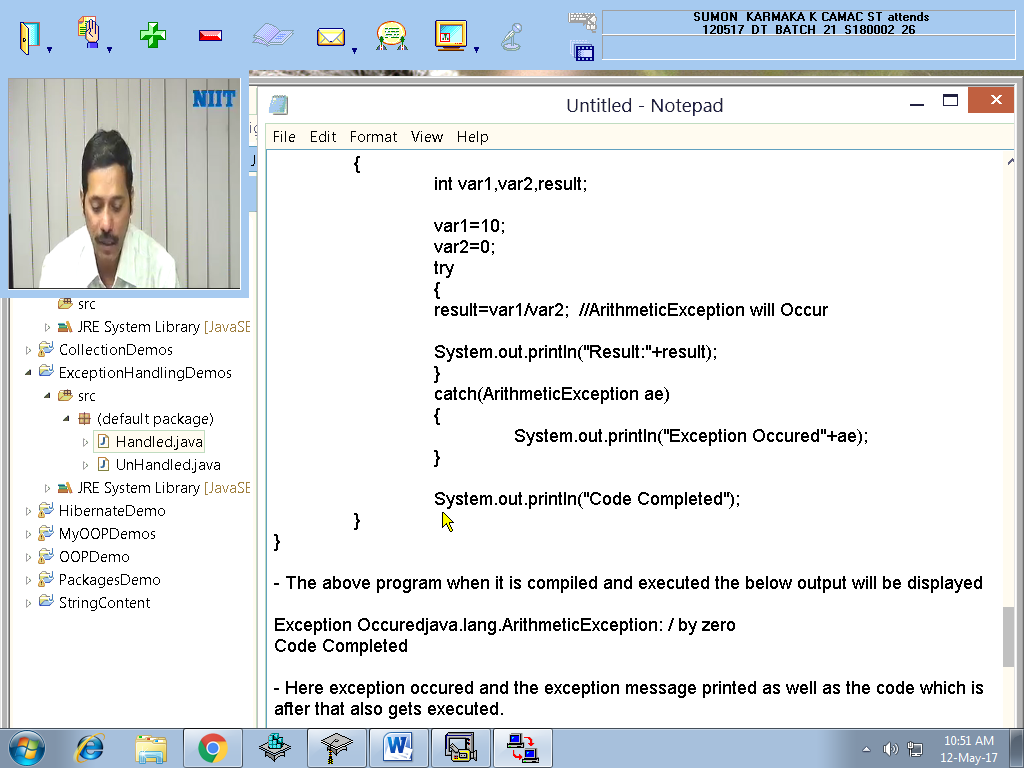 SUMON KARMAKA K CAMAC ST attends
120517 DT BATCH 21 S180002 26
NIIT
Untitled - Notepad
File Edit Format View Help
{
int var1,var2,result;
var1=10;
var2=0;
try
{
result=var1/var2; //ArithmeticException will Occur
System.out.println("Result:"+result);
}
catch(ArithmeticException ae)
{
System.out.println("Exception Occured"+ae);
}
System.out.println("Code Completed");
}
}
- The above program when it is compiled and executed the below output will be displayed
Exception Occuredjava.lang.ArithmeticException: / by zero
Code Completed
- Here exception occured and the exception message printed as well as the code which is
after that also gets executed.
src
JRE System Library [JavaSE
CollectionDemos
ExceptionHandlingDemos
src
(default package)
Handled.java
UnHandled.java
JRE System Library [JavaSE
HibernateDemo
MyOOPDemos
OOPDemo
PackagesDemo
StringContent
10:51 AM
12-May-17